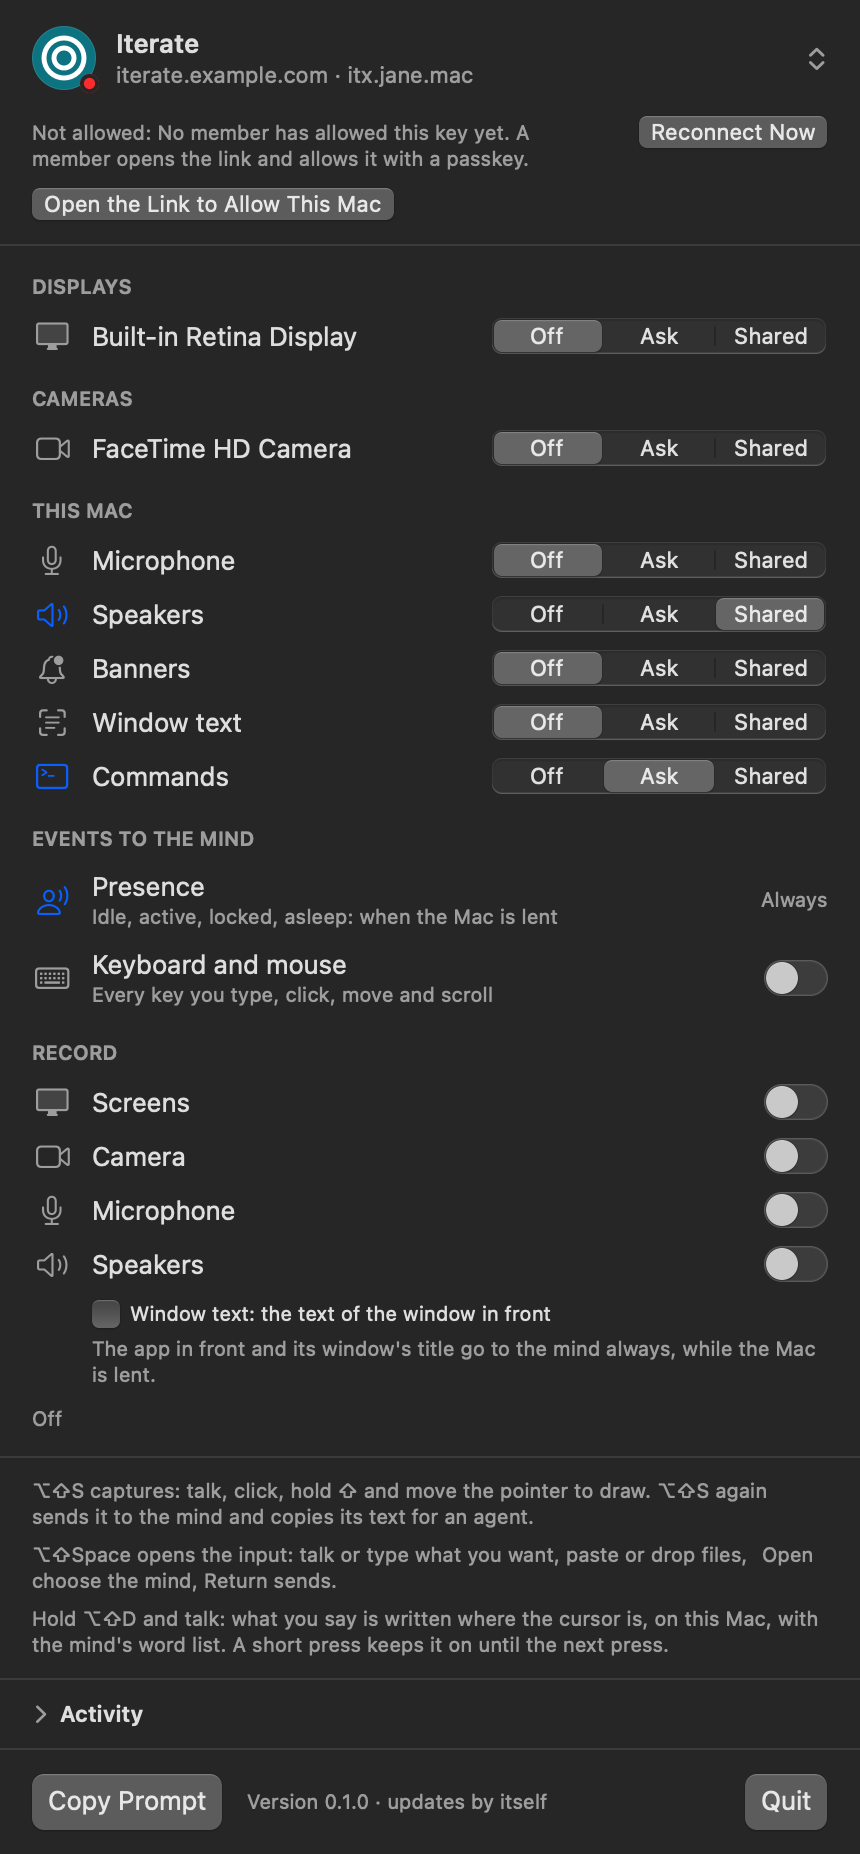 Iterate
iterate.example.com · itx.jane.mac
Not allowed: No member has allowed this key yet. A
member opens the link and allows it with a passkey.
Reconnect Now
Open the Link to Allow This Mac
DISPLAYS
Built-in Retina Display Off Ask Shared
CAMERAS
FaceTime HD Camera Off Ask Shared
THIS MAC
Microphone Off Ask Shared
Speakers Off Ask Shared
Banners Off Ask Shared
Window text Off Ask Shared
Commands Off Ask Shared
EVENTS TO THE MIND
Presence
Idle, active, locked, asleep: when the Mac is lent
Always
Keyboard and mouse
Every key you type, click, move and scroll
RECORD
Screens
Camera
Microphone
Speakers
Window text: the text of the window in front
The app in front and its window's title go to the mind always, while the Mac
is lent.
Off
⌥⇧S captures: talk, click, hold ⇧ and move the pointer to draw. ⌥⇧S again
sends it to the mind and copies its text for an agent.
⌥⇧Space opens the input: talk or type what you want, paste or drop files,
choose the mind, Return sends.
Open
Hold ⌥⇧D and talk: what you say is written where the cursor is, on this Mac, with
the mind's word list. A short press keeps it on until the next press.
Activity
Copy Prompt Version 0.1.0 · updates by itself Quit